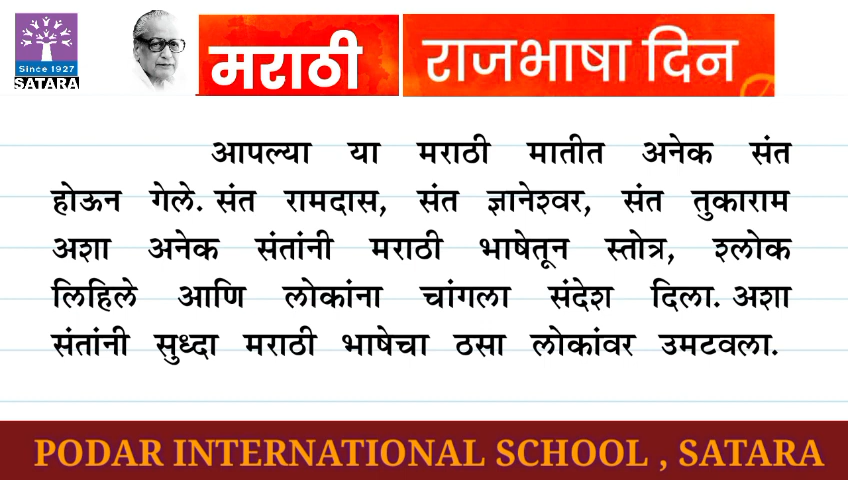 Since 1927
SATARA
मराठी
राजभाषा दिन
आपल्या या मराठी मातीत अनेक संत
होऊन गेले. संत रामदास, संत ज्ञानेश्वर, संत तुकाराम
अशा अनेक संतांनी मराठी भाषेतून स्तोत्र, श्लोक
लिहिले आणि लोकांना चांगला संदेश दिला. अशा
संतांनी सुध्दा मराठी भाषेचा ठसा लोकांवर उमटवला.
PODAR INTERNATIONAL SCHOOL , SATARA